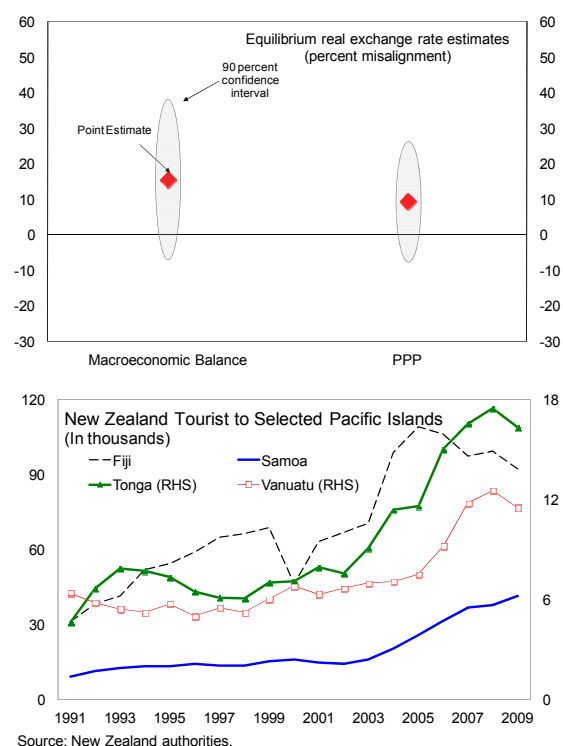 Equilibrium real exchange rate estimates
(percent misalignment)
90 percent
confidence
interval
Point Estimate
60
50
40
30
20
10
0
-10
-20
-30
60
50
40
30
20
10
0
-10
-20
-30
Macroeconomic Balance
PPP
New Zealand Tourist to Selected Pacific Islands
(In thousands)
Fiji
Samoa
Tonga (RHS)
Vanuatu (RHS)
120
90
60
30
0
18
12
6
0
1991 1993 1995 1997 1999 2001 2003 2005 2007 2009
Source: New Zealand authorities.